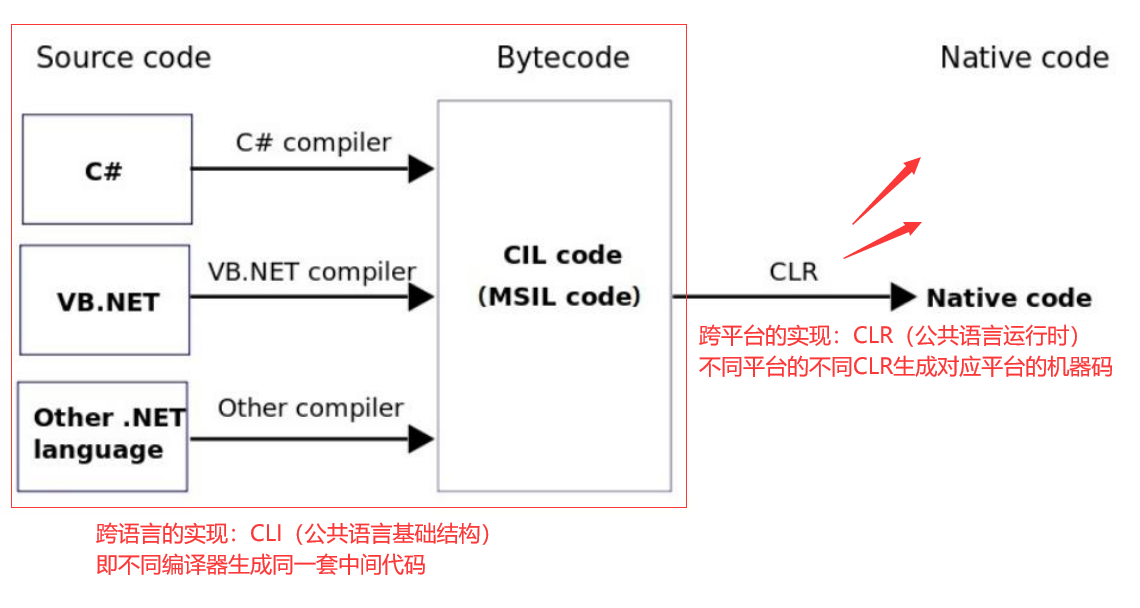 Source code
Bytecode
Native code
C#
C# compiler
VB.NET
VB.NET compiler
Other .NET
language
Other compiler
CIL code
(MSIL code)
CLR
Native code
跨平台的实现：CLR（公共语言运行时）
不同平台的不同CLR生成对应平台的机器码
跨语言的实现：CLI（公共语言基础结构）
即不同编译器生成同一套中间代码